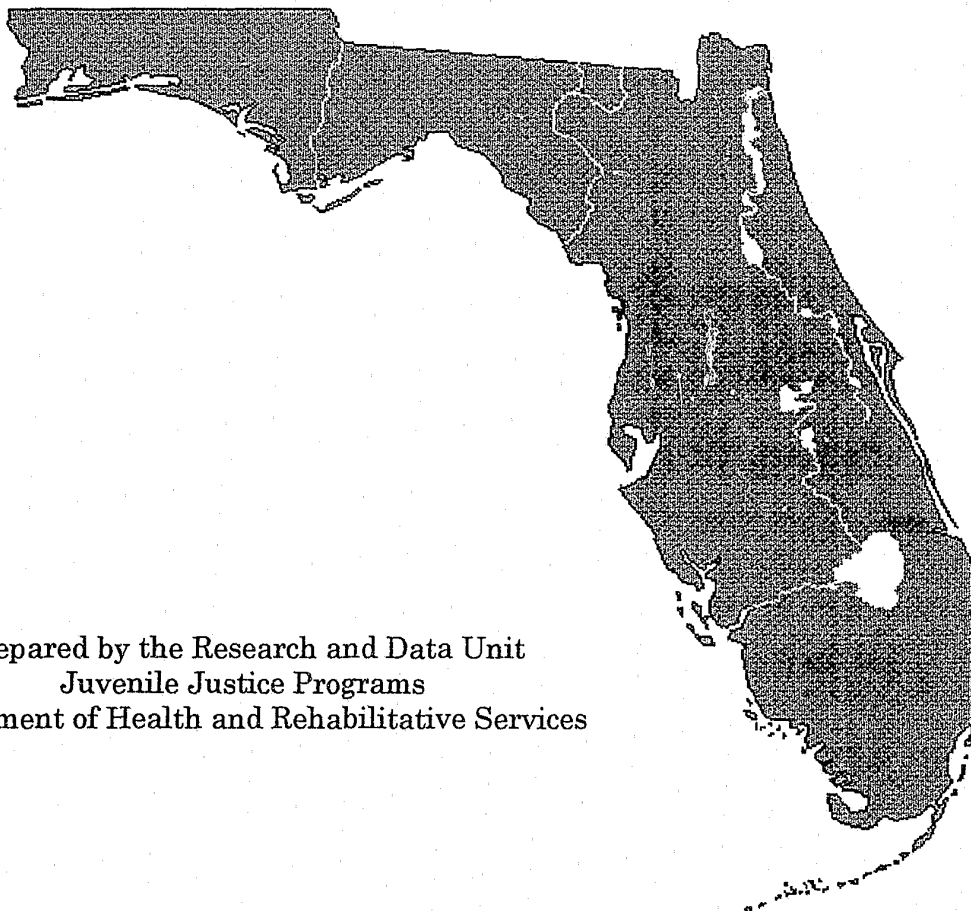 epared by the Research and Data Unit
Juvenile Justice Programs
ment of Health and Rehabilitative Services